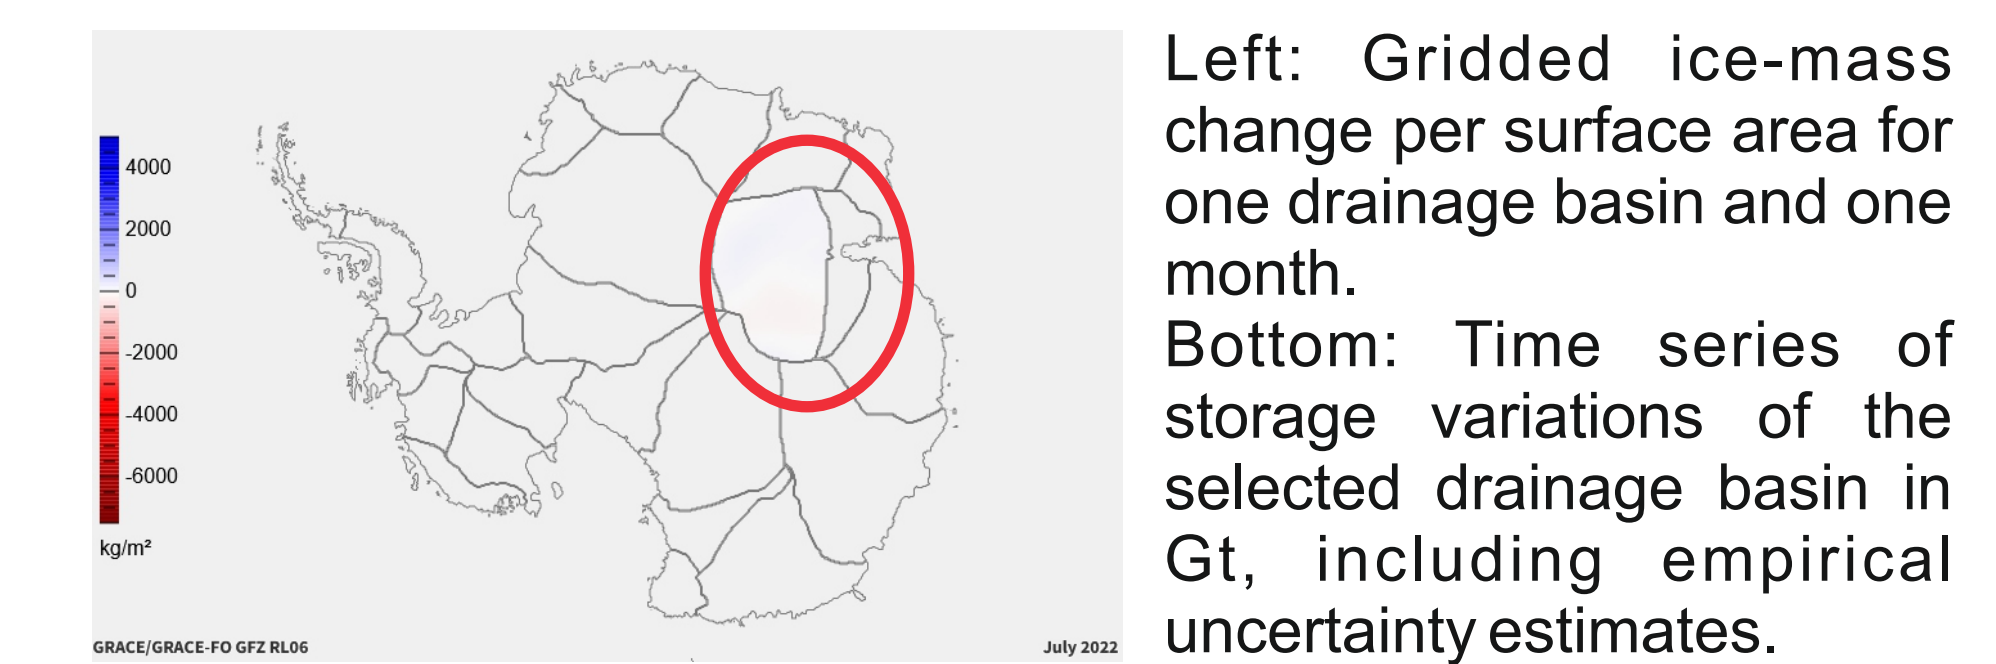 4000
2000
0
-2000
-4000
-6000
kg/m²
GRACE/GRACE-FO GFZ RL06
July 2022
Left: Gridded ice-mass
change per surface area for
one drainage basin and one
month.
Bottom: Time series of
storage variations of the
selected drainage basin in
Gt, including empirical
uncertainty estimates.